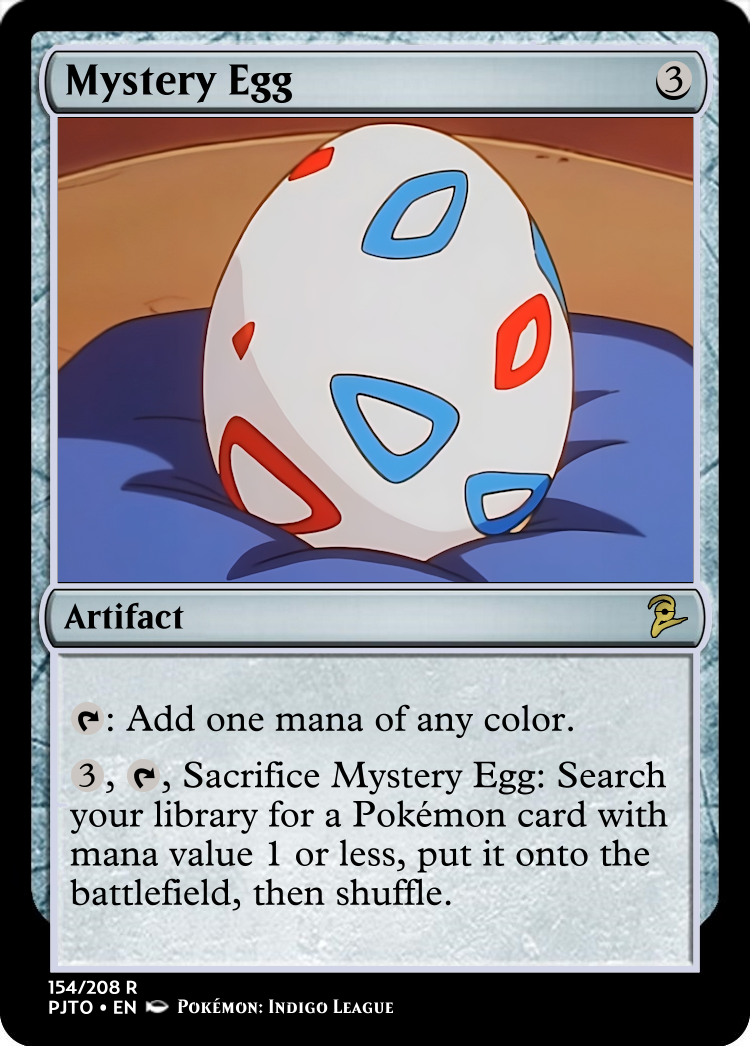 Mystery Egg 3
Artifact
: Add one mana of any color.
3, , Sacrifice Mystery Egg: Search
your library for a Pokémon card with
mana value 1 or less, put it onto the
battlefield, then shuffle.
154/208 R
PJTO • EN Pokémon: Indigo League